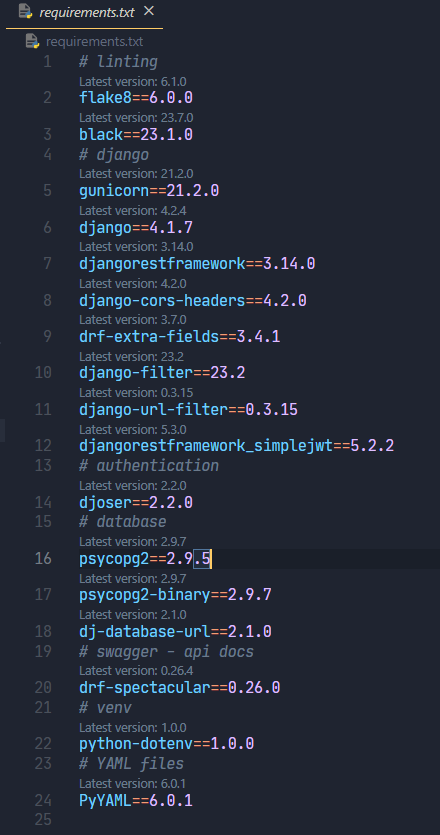 requirements.txt ×
requirements.txt
1 # linting
Latest version: 6.1.0
2 flake8==6.0.0
Latest version: 23.7.0
3 black==23.1.0
4 # django
Latest version: 21.2.0
5 gunicorn==21.2.0
Latest version: 4.2.4
6 django==4.1.7
Latest version: 3.14.0
7 djangorestframework==3.14.0
Latest version: 4.2.0
8 django-cors-headers==4.2.0
Latest version: 3.7.0
9 drf-extra-fields==3.4.1
Latest version: 23.2
10 django-filter==23.2
Latest version: 0.3.15
11 django-url-filter==0.3.15
Latest version: 5.3.0
12 djangorestframework_simplejwt==5.2.2
13 # authentication
Latest version: 2.2.0
14 djoser==2.2.0
15 # database
Latest version: 2.9.7
16 psycopg2==2.9.5
Latest version: 2.9.7
17 psycopg2-binary==2.9.7
Latest version: 2.1.0
18 dj-database-url==2.1.0
19 # swagger - api docs
Latest version: 0.26.4
20 drf-spectacular==0.26.0
21 # venv
Latest version: 1.0.0
22 python-dotenv==1.0.0
23 # YAML files
Latest version: 6.0.1
24 PyYAML==6.0.1
25